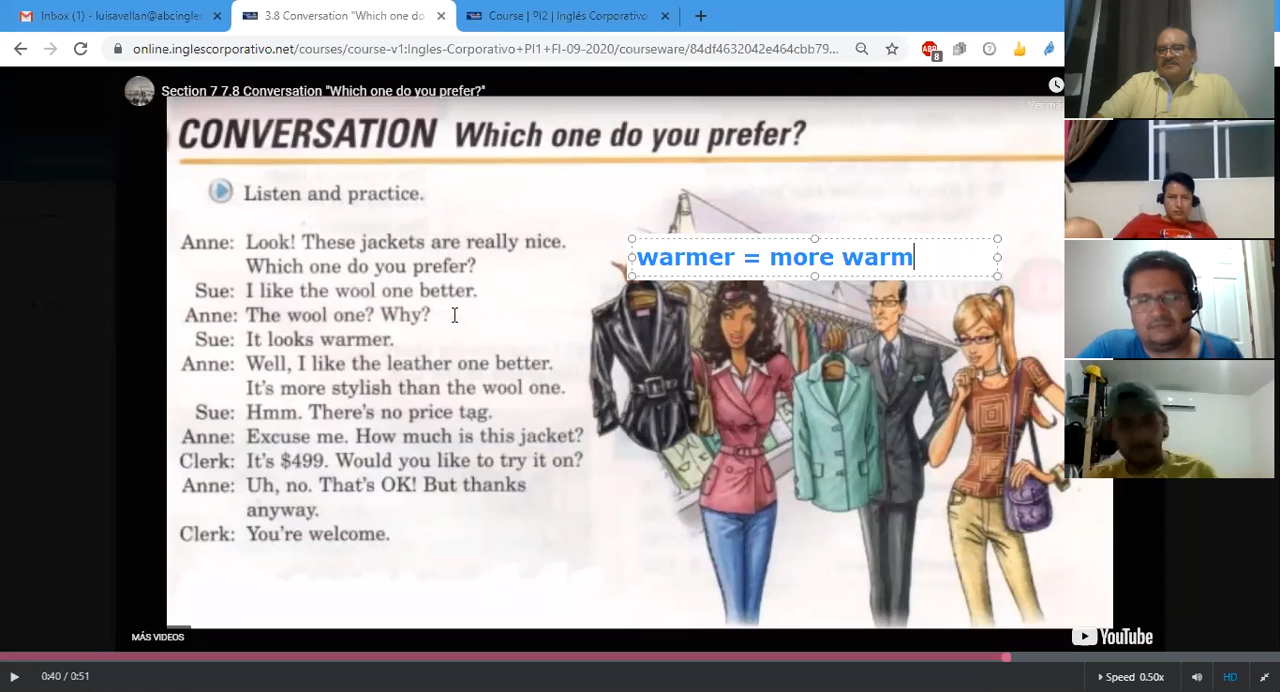 Inbox (1) - luisavellan@abcingles
3.8 Conversation "Which one do
Course | PI2 | Inglés Corporativo
online.inglescorporativo.net/courses/course-v1:Ingles-Corporativo+PI1+FI-09-2020/courseware/84df4632042e464cbb79...
ABP
8
Section 7 7.8 Conversation "Which one do you prefer?"
Ver más
CONVERSATION Which one do you prefer?
Listen and practice.
Anne: Look! These jackets are really nice.
Which one do you prefer?
Sue: I like the wool one better.
Anne: The wool one? Why?
Sue: It looks warmer.
Anne: Well, I like the leather one better.
It's more stylish than the wool one.
Sue: Hmm. There's no price tag.
Anne: Excuse me. How much is this jacket?
Clerk: It's $499. Would you like to try it on?
Anne: Uh, no. That's OK! But thanks
anyway.
Clerk: You're welcome.
warmer = more warm
MÁS VIDEOS
YouTube
0:40 / 0:51
Speed 0.50x
HD